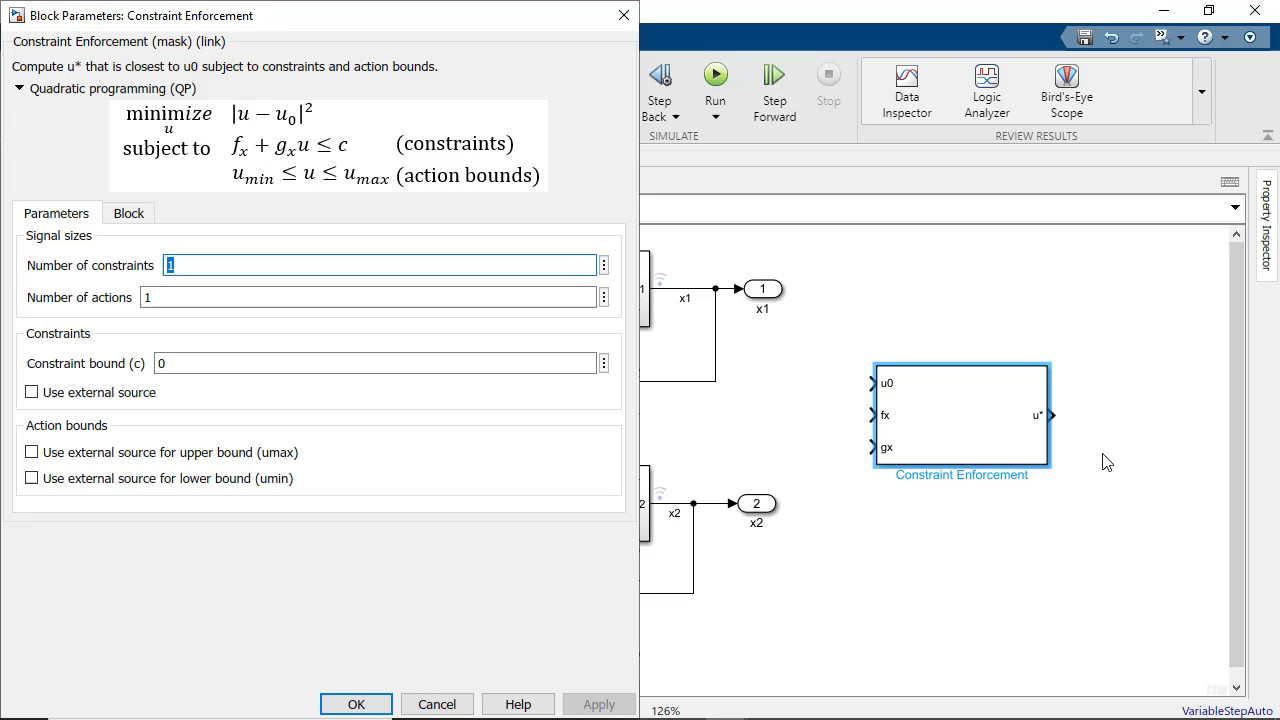 Block Parameters: Constraint Enforcement
Constraint Enforcement (mask) (link)
Compute u* that is closest to u0 subject to constraints and action bounds.
Quadratic programming (QP)
minimize |u − u₀|²
u
subject to fₓ + gₓu ≤ c (constraints)
uₘᵢₙ ≤ u ≤ uₘₐₓ (action bounds)
Parameters Block
Signal sizes
Number of constraints 1
Number of actions 1
Constraints
Constraint bound (c) 0
Use external source
Action bounds
Use external source for upper bound (umax)
Use external source for lower bound (umin)
OK Cancel Help Apply
Step Back
Run
Step Forward
Stop
SIMULATE
Data Inspector
Logic Analyzer
Bird's-Eye Scope
REVIEW RESULTS
Property Inspector
1
x1
1
x1
u0
fx
gx
u*
Constraint Enforcement
2
x2
2
x2
126%
VariableStepAuto